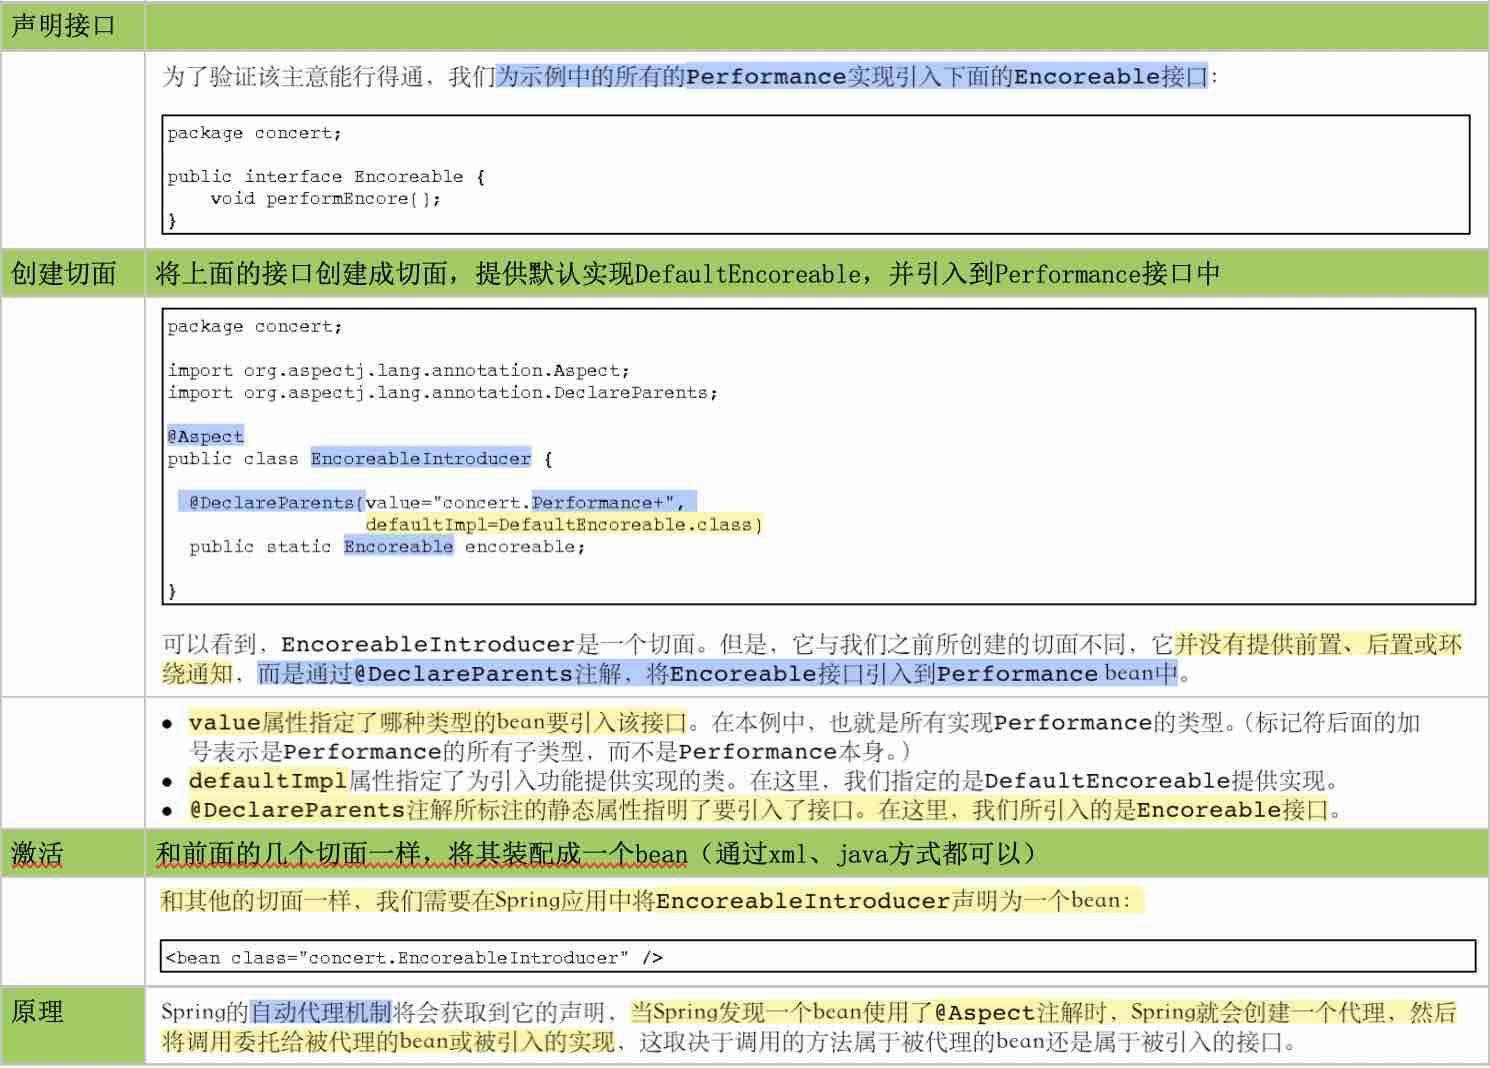 声明接口
为了验证该主意能行得通，我们为示例中的所有的Performance实现引入下面的Encoreable接口：
package concert;
public interface Encoreable {
void performEncore();
}
创建切面 将上面的接口创建成切面，提供默认实现DefaultEncoreable，并引入到Performance接口中
package concert;
import org.aspectj.lang.annotation.Aspect;
import org.aspectj.lang.annotation.DeclareParents;
@Aspect
public class EncoreableIntroducer {
@DeclareParents(value="concert.Performance+",
defaultImpl=DefaultEncoreable.class)
public static Encoreable encoreable;
}
可以看到，EncoreableIntroducer是一个切面。但是，它与我们之前所创建的切面不同，它并没有提供前置、后置或环
绕通知，而是通过@DeclareParents注解，将Encoreable接口引入到Performance bean中。
● value属性指定了哪种类型的bean要引入该接口。在本例中，也就是所有实现Performance的类型。（标记符后面的加
号表示是Performance的所有子类型，而不是Performance本身。）
● defaultImpl属性指定了为引入功能提供实现的类。在这里，我们指定的是DefaultEncoreable提供实现。
● @DeclareParents注解所标注的静态属性指明了要引入了接口。在这里，我们所引入的是Encoreable接口。
激活 和前面的几个切面一样，将其装配成一个bean（通过xml、java方式都可以）
和其他的切面一样，我们需要在Spring应用中将EncoreableIntroducer声明为一个bean：
<bean class="concert.EncoreableIntroducer" />
原理 Spring的自动代理机制将会获取到它的声明，当Spring发现一个bean使用了@Aspect注解时，Spring就会创建一个代理，然后
将调用委托给被代理的bean或被引入的实现，这取决于调用的方法属于被代理的bean还是属于被引入的接口。